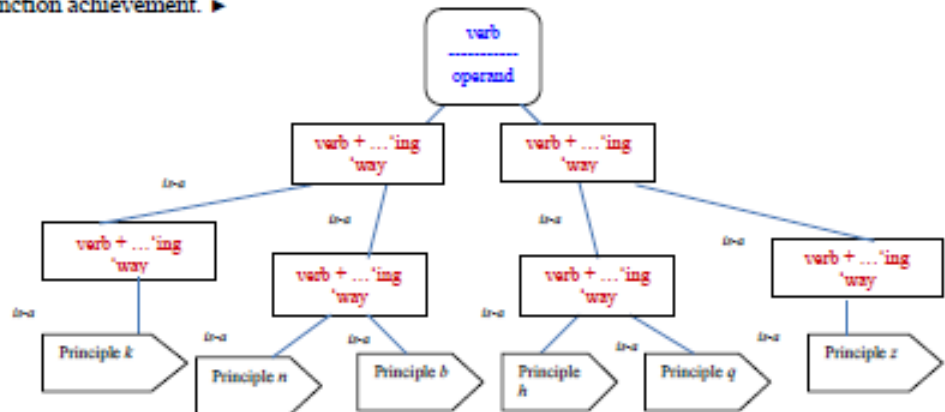 nction achievement. ►
verb
-----------
operand
verb + …‘ing
‘way
verb + …‘ing
‘way
is-a
is-a
is-a
is-a
verb + …‘ing
‘way
verb + …‘ing
‘way
verb + …‘ing
‘way
verb + …‘ing
‘way
is-a
is-a
is-a
is-a
is-a
is-a
Principle k
Principle n
Principle b
Principle
h
Principle q
Principle z